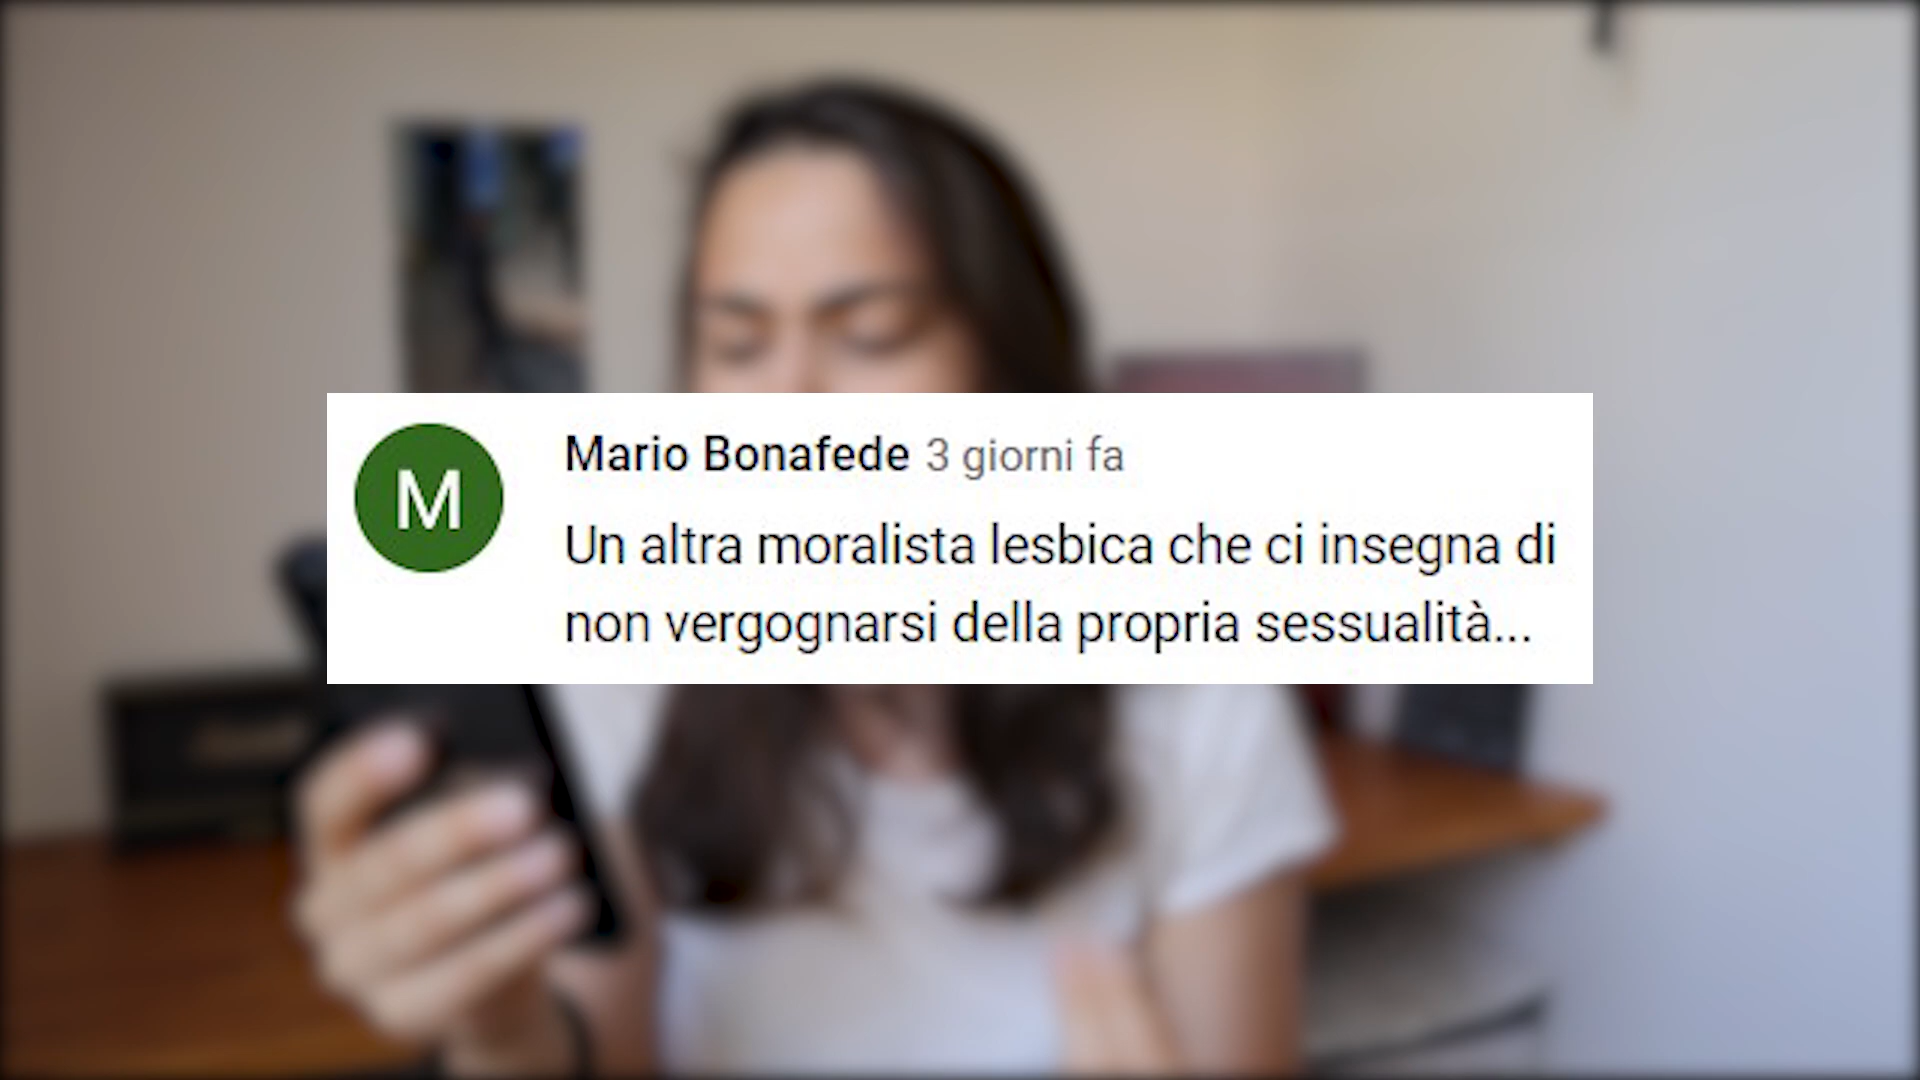 M
Mario Bonafede 3 giorni fa
Un altra moralista lesbica che ci insegna di
non vergognarsi della propria sessualità...